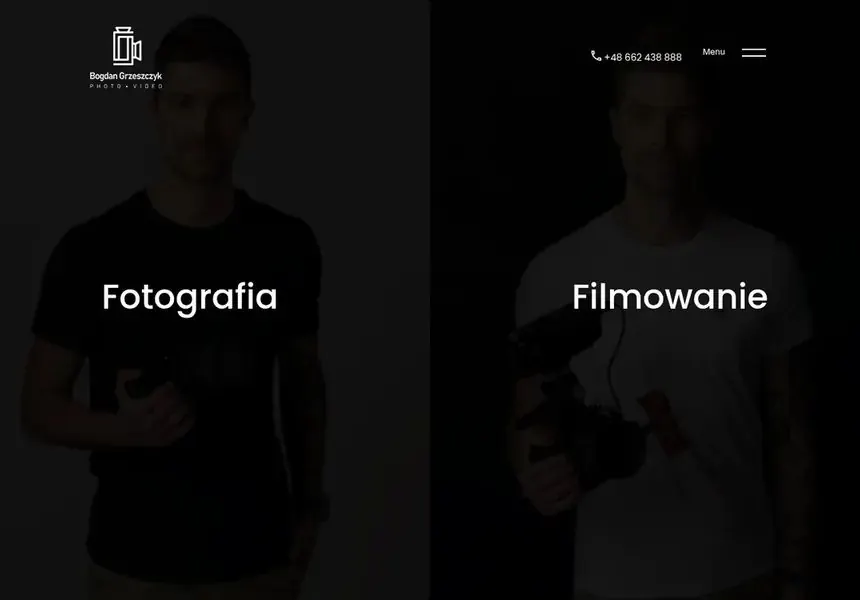 Bogdan Grzeszczyk
PHOTO • VIDEO
+48 662 438 888
Menu
Fotografia
Filmowanie